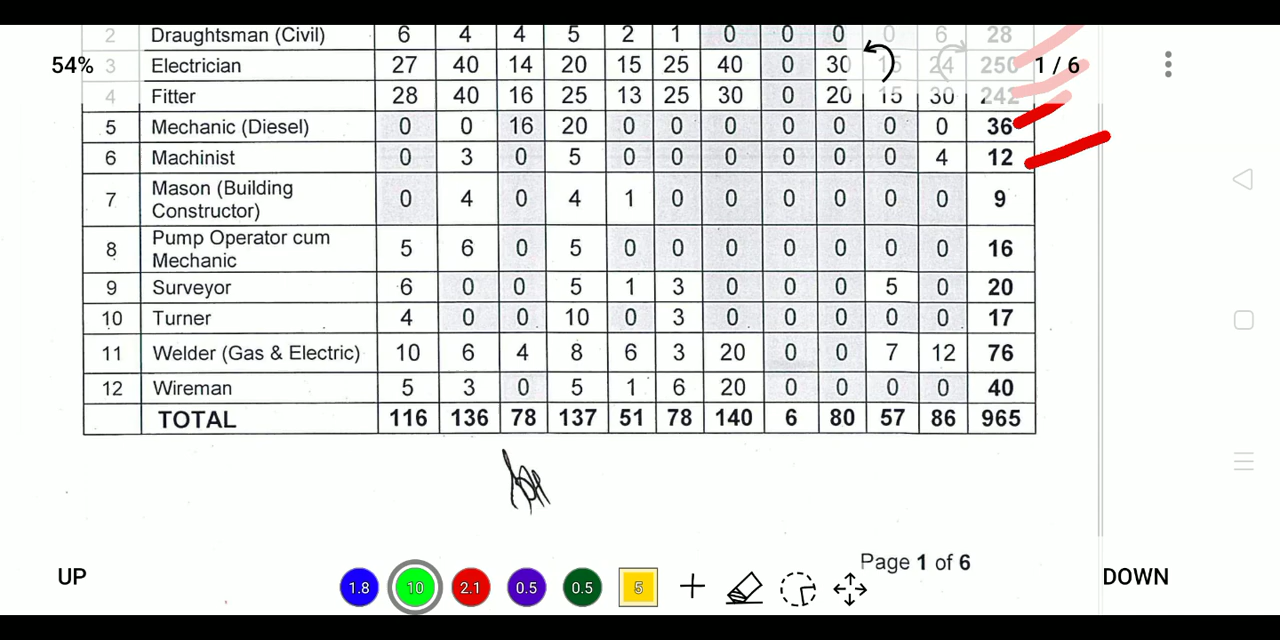 2 Draughtsman (Civil) 6 4 4 5 2 1 0 0 0 0 6 28
54% 3 Electrician 27 40 14 20 15 25 40 0 30 15 24 250 1 / 6
4 Fitter 28 40 16 25 13 25 30 0 20 15 30 242
5 Mechanic (Diesel) 0 0 16 20 0 0 0 0 0 0 0 36
6 Machinist 0 3 0 5 0 0 0 0 0 0 4 12
7 Mason (Building
Constructor) 0 4 0 4 1 0 0 0 0 0 0 9
8 Pump Operator cum
Mechanic 5 6 0 5 0 0 0 0 0 0 0 16
9 Surveyor 6 0 0 5 1 3 0 0 0 5 0 20
10 Turner 4 0 0 10 0 3 0 0 0 0 0 17
11 Welder (Gas & Electric) 10 6 4 8 6 3 20 0 0 7 12 76
12 Wireman 5 3 0 5 1 6 20 0 0 0 0 40
TOTAL 116 136 78 137 51 78 140 6 80 57 86 965
Page 1 of 6
UP 1.8 10 2.1 0.5 0.5 5 DOWN